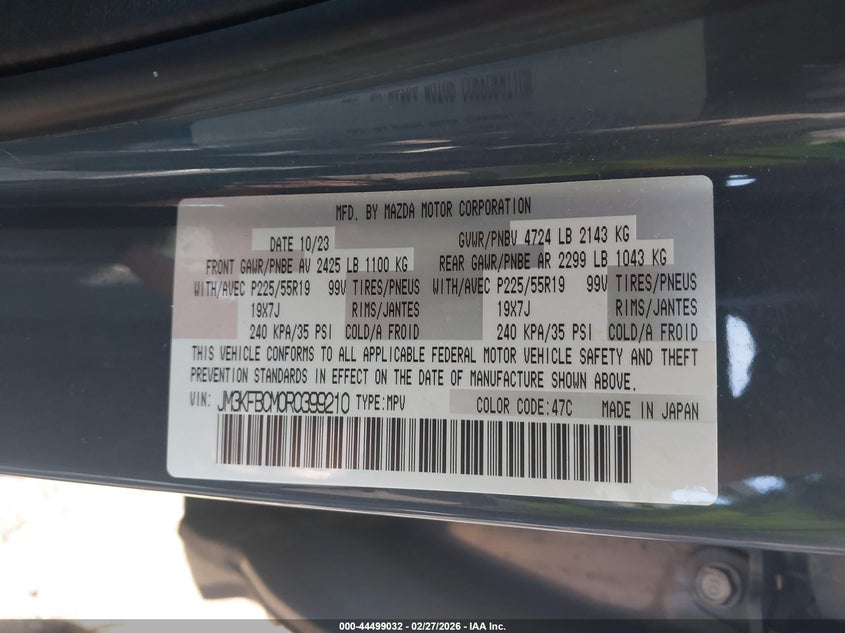 MFD. BY MAZDA MOTOR CORPORATION
DATE 10/23 GVWR/PNBV 4724 LB 2143 KG
FRONT GAWR/PNBE AV 2425 LB 1100 KG REAR GAWR/PNBE AR 2299 LB 1043 KG
WITH/AVEC P225/55R19 99V TIRES/PNEUS WITH/AVEC P225/55R19 99V TIRES/PNEUS
19X7J RIMS/JANTES 19X7J RIMS/JANTES
240 KPA/35 PSI COLD/A FROID 240 KPA/35 PSI COLD/A FROID
THIS VEHICLE CONFORMS TO ALL APPLICABLE FEDERAL MOTOR VEHICLE SAFETY AND THEFT
PREVENTION STANDARDS IN EFFECT ON THE DATE OF MANUFACTURE SHOWN ABOVE.
VIN: JM3KFBCM0R0399210 TYPE:MPV COLOR CODE:47C MADE IN JAPAN
000-44499032 - 02/27/2026 - IAA Inc.